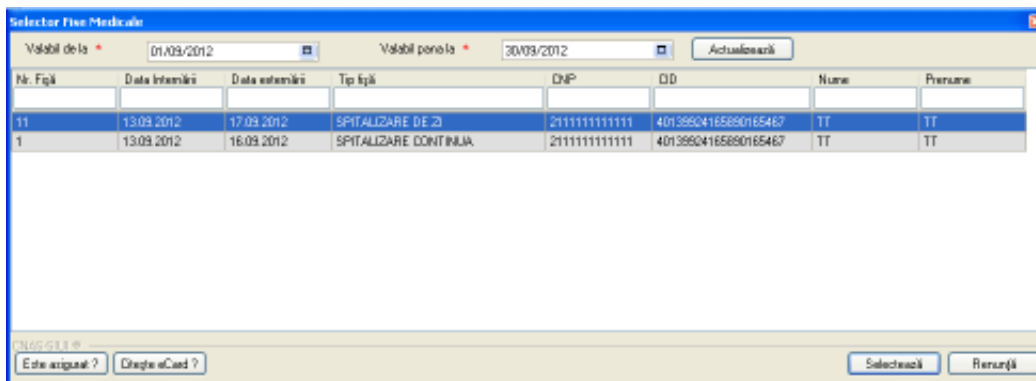 Selector Fise Medicale
Valabil de la * 01/09/2012 Valabil pana la * 30/09/2012 Actualizează
Nr. Fişă Data Internării Data externării Tip fişă CNP CID Nume Prenume
11 13.09.2012 17.09.2012 SPITALIZARE DE ZI 2111111111111 40139924165890165467 TT TT
1 13.09.2012 16.09.2012 SPITALIZARE CONTINUA 2111111111111 40139924165890165467 TT TT
CNAS-SIUI ©
Este asigurat ? Citeşte eCard ? Selectează Renunţă